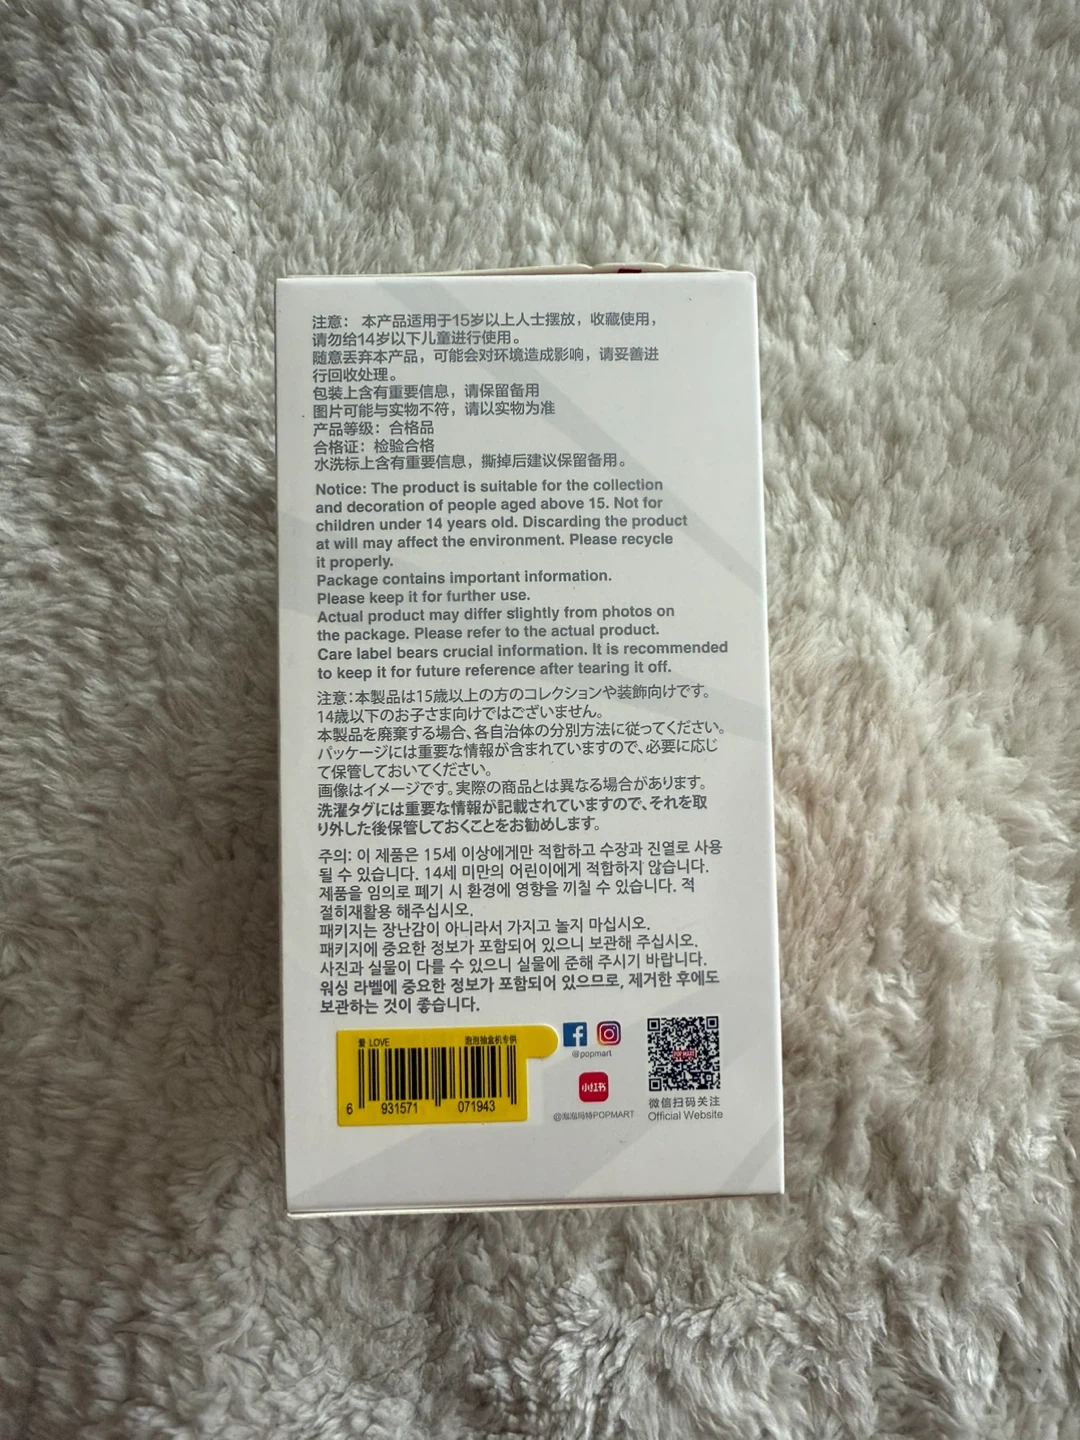 注意： 本产品适用于15岁以上人士摆放，收藏使用，
请勿给14岁以下儿童进行使用。
随意丢弃本产品，可能会对环境造成影响，请妥善进
行回收处理。
包装上含有重要信息，请保留备用
图片可能与实物不符，请以实物为准
产品等级：合格品
合格证：检验合格
水洗标上含有重要信息，撕掉后建议保留备用。
Notice: The product is suitable for the collection
and decoration of people aged above 15. Not for
children under 14 years old. Discarding the product
at will may affect the environment. Please recycle
it properly.
Package contains important information.
Please keep it for further use.
Actual product may differ slightly from photos on
the package. Please refer to the actual product.
Care label bears crucial information. It is recommended
to keep it for future reference after tearing it off.
注意：本製品は15歳以上の方のコレクションや装飾向けです。
14歳以下のお子さま向けではございません。
本製品を廃棄する場合、各自治体の分別方法に従ってください。
パッケージには重要な情報が含まれていますので、必要に応じ
て保管しておいてください。
画像はイメージです。実際の商品とは異なる場合があります。
洗濯タグには重要な情報が記載されていますので、それを取
り外した後保管しておくことをお勧めします。
주의: 이 제품은 15세 이상에게만 적합하고 수장과 진열로 사용
될 수 있습니다. 14세 미만의 어린이에게 적합하지 않습니다.
제품을 임의로 폐기 시 환경에 영향을 끼칠 수 있습니다. 적
절히재활용 해주십시오.
패키지는 장난감이 아니라서 가지고 놀지 마십시오.
패키지에 중요한 정보가 포함되어 있으니 보관해 주십시오.
사진과 실물이 다를 수 있으니 실물에 준해 주시기 바랍니다.
워싱 라벨에 중요한 정보가 포함되어 있으므로, 제거한 후에도
보관하는 것이 좋습니다.
爱 LOVE 泡泡抽盒机专供
6 931571 071943
@popmart
小红书
@泡泡玛特POPMART
POP MART
微信扫码关注
Official Website